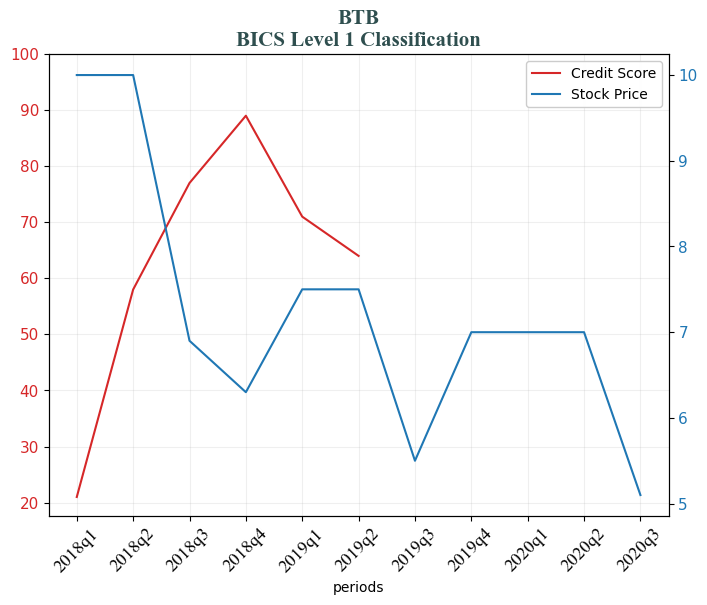 BTB
BICS Level 1 Classification
Credit Score
Stock Price
100
90
80
70
60
50
40
30
20
10
9
8
7
6
5
2018q1
2018q2
2018q3
2018q4
2019q1
2019q2
2019q3
2019q4
2020q1
2020q2
2020q3
periods